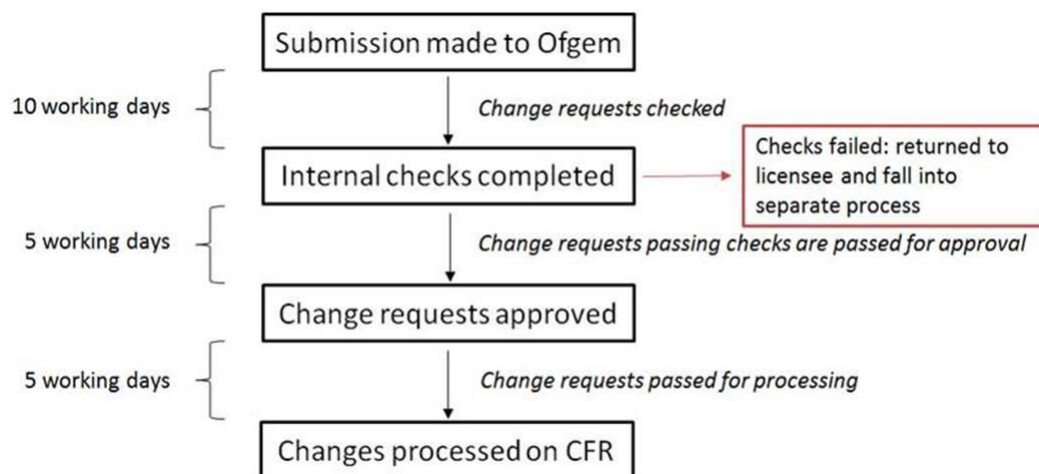 Submission made to Ofgem
10 working days
Change requests checked
Internal checks completed
Checks failed: returned to
licensee and fall into
separate process
5 working days
Change requests passing checks are passed for approval
Change requests approved
5 working days
Change requests passed for processing
Changes processed on CFR